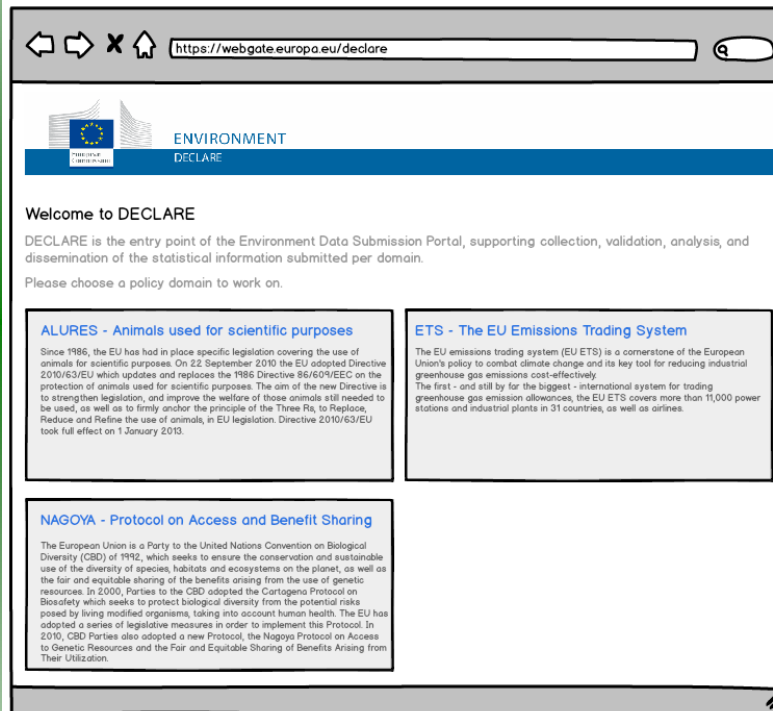 https://webgate.europa.eu/declare
European
Commission
ENVIRONMENT
DECLARE
Welcome to DECLARE
DECLARE is the entry point of the Environment Data Submission Portal, supporting collection, validation, analysis, and
dissemination of the statistical information submitted per domain.
Please choose a policy domain to work on.
ALURES - Animals used for scientific purposes
Since 1986, the EU has had in place specific legislation covering the use of
animals for scientific purposes. On 22 September 2010 the EU adopted Directive
2010/63/EU which updates and replaces the 1986 Directive 86/609/EEC on the
protection of animals used for scientific purposes. The aim of the new Directive is
to strengthen legislation, and improve the welfare of those animals still needed to
be used, as well as to firmly anchor the principle of the Three Rs, to Replace,
Reduce and Refine the use of animals, in EU legislation. Directive 2010/63/EU
took full effect on 1 January 2013.
ETS - The EU Emissions Trading System
The EU emissions trading system (EU ETS) is a cornerstone of the European
Union's policy to combat climate change and its key tool for reducing industrial
greenhouse gas emissions cost-effectively.
The first - and still by far the biggest - international system for trading
greenhouse gas emission allowances, the EU ETS covers more than 11,000 power
stations and industrial plants in 31 countries, as well as airlines.
NAGOYA - Protocol on Access and Benefit Sharing
The European Union is a Party to the United Nations Convention on Biological
Diversity (CBD) of 1992, which seeks to ensure the conservation and sustainable
use of the diversity of species, habitats and ecosystems on the planet, as well as
the fair and equitable sharing of the benefits arising from the use of genetic
resources. In 2000, Parties to the CBD adopted the Cartagena Protocol on
Biosafety which seeks to protect biological diversity from the potential risks
posed by living modified organisms, taking into account human health. The EU has
adopted a series of legislative measures in order to implement this Protocol. In
2010, CBD Parties also adopted a new Protocol, the Nagoya Protocol on Access
to Genetic Resources and the Fair and Equitable Sharing of Benefits Arising from
Their Utilization.